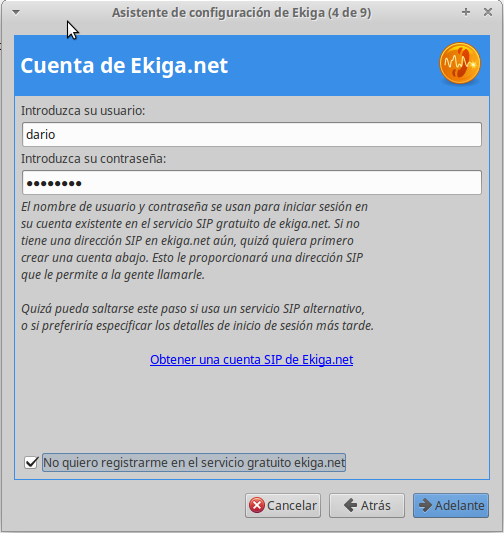 Asistente de configuración de Ekiga (4 de 9)
Cuenta de Ekiga.net
Introduzca su usuario:
dario
Introduzca su contraseña:
●●●●●●●●
El nombre de usuario y contraseña se usan para iniciar sesión en
su cuenta existente en el servicio SIP gratuito de ekiga.net. Si no
tiene una dirección SIP en ekiga.net aún, quizá quiera primero
crear una cuenta abajo. Esto le proporcionará una dirección SIP
que le permite a la gente llamarle.
Quizá pueda saltarse este paso si usa un servicio SIP alternativo,
o si preferiría especificar los detalles de inicio de sesión más tarde.
Obtener una cuenta SIP de Ekiga.net
No quiero registrarme en el servicio gratuito ekiga.net
Cancelar Atrás Adelante